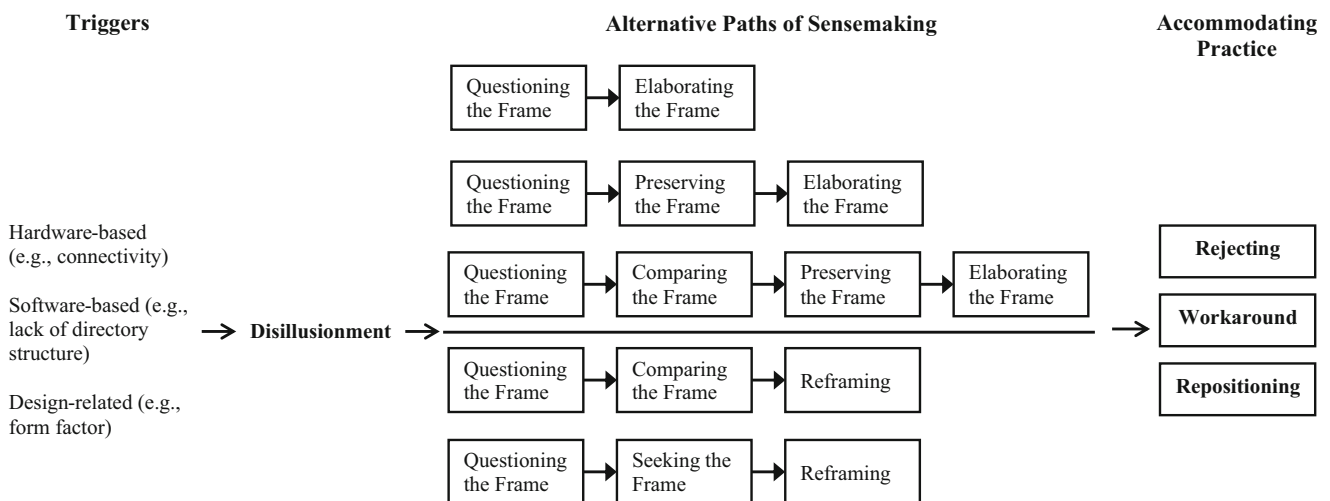 Triggers
Alternative Paths of Sensemaking
Accommodating
Practice
Questioning
the Frame
Elaborating
the Frame
Questioning
the Frame
Preserving
the Frame
Elaborating
the Frame
Questioning
the Frame
Comparing
the Frame
Preserving
the Frame
Elaborating
the Frame
Hardware-based
(e.g., connectivity)
Software-based (e.g.,
lack of directory
structure)
Design-related (e.g.,
form factor)
Disillusionment
Questioning
the Frame
Comparing
the Frame
Reframing
Questioning
the Frame
Seeking the
Frame
Reframing
Rejecting
Workaround
Repositioning